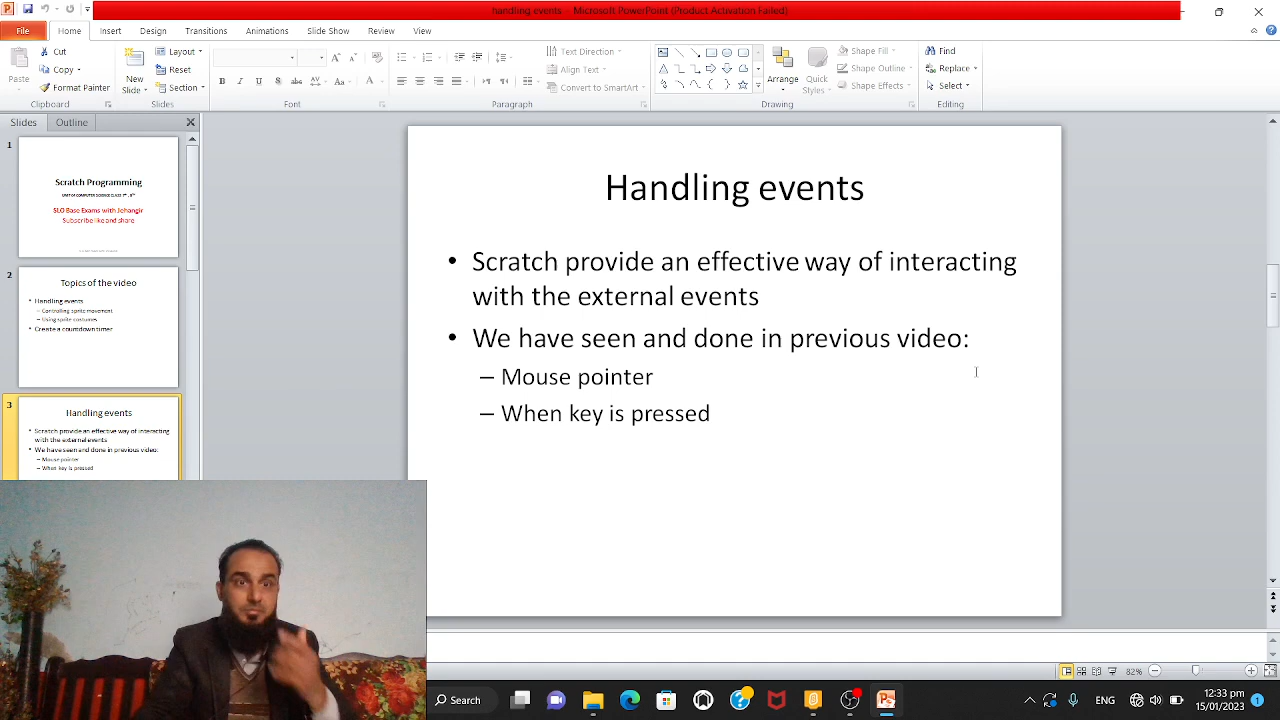 handling events - Microsoft PowerPoint (Product Activation Failed)
File Home Insert Design Transitions Animations Slide Show Review View
Paste
Cut
Copy
Format Painter
Clipboard
New Slide
Layout
Reset
Section
Slides
Font
Text Direction
Align Text
Convert to SmartArt
Paragraph
Arrange
Quick Styles
Shape Fill
Shape Outline
Shape Effects
Drawing
Find
Replace
Select
Editing
Slides Outline
1
Scratch Programming
SLO Base Exams with Jehangir
Subscribe like and share
2
Topics of the video
• Handling events
– Controlling sprite movement
– Using sprite costumes
• Create a countdown timer
3
Handling events
• Scratch provide an effective way of interacting
with the external events
• We have seen and done in previous video:
– Mouse pointer
– When key is pressed
Handling events
• Scratch provide an effective way of interacting
with the external events
• We have seen and done in previous video:
– Mouse pointer
– When key is pressed
82%
Search
ENG
12:33 pm
15/01/2023
1